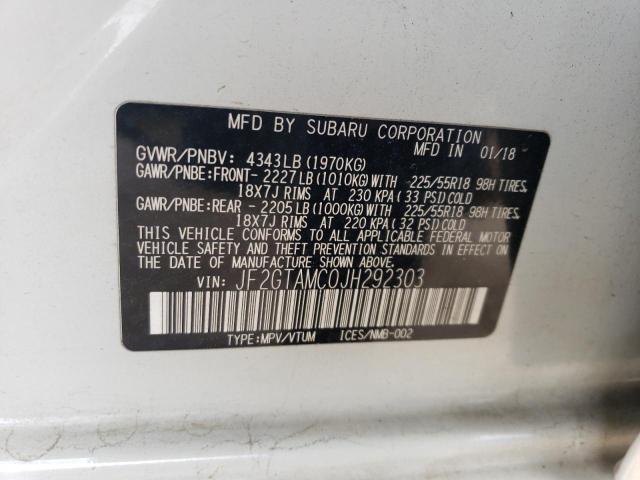 MFD BY SUBARU CORPORATION
MFD IN 01/18
GVWR/PNBV: 4343LB (1970KG)
GAWR/PNBE:FRONT- 2227LB (1010KG) WITH 225/55R18 98H TIRES,
18X7J RIMS AT 230 KPA (33 PSI) COLD
GAWR/PNBE:REAR - 2205LB (1000KG) WITH 225/55R18 98H TIRES,
18X7J RIMS AT 220 KPA (32 PSI) COLD
THIS VEHICLE CONFORMS TO ALL APPLICABLE FEDERAL MOTOR
VEHICLE SAFETY AND THEFT PREVENTION STANDARDS IN EFFECT
ON THE DATE OF MANUFACTURE SHOWN ABOVE.
VIN: JF2GTAMC0JH292303
TYPE:MPV/VTUM ICES/NMB-002